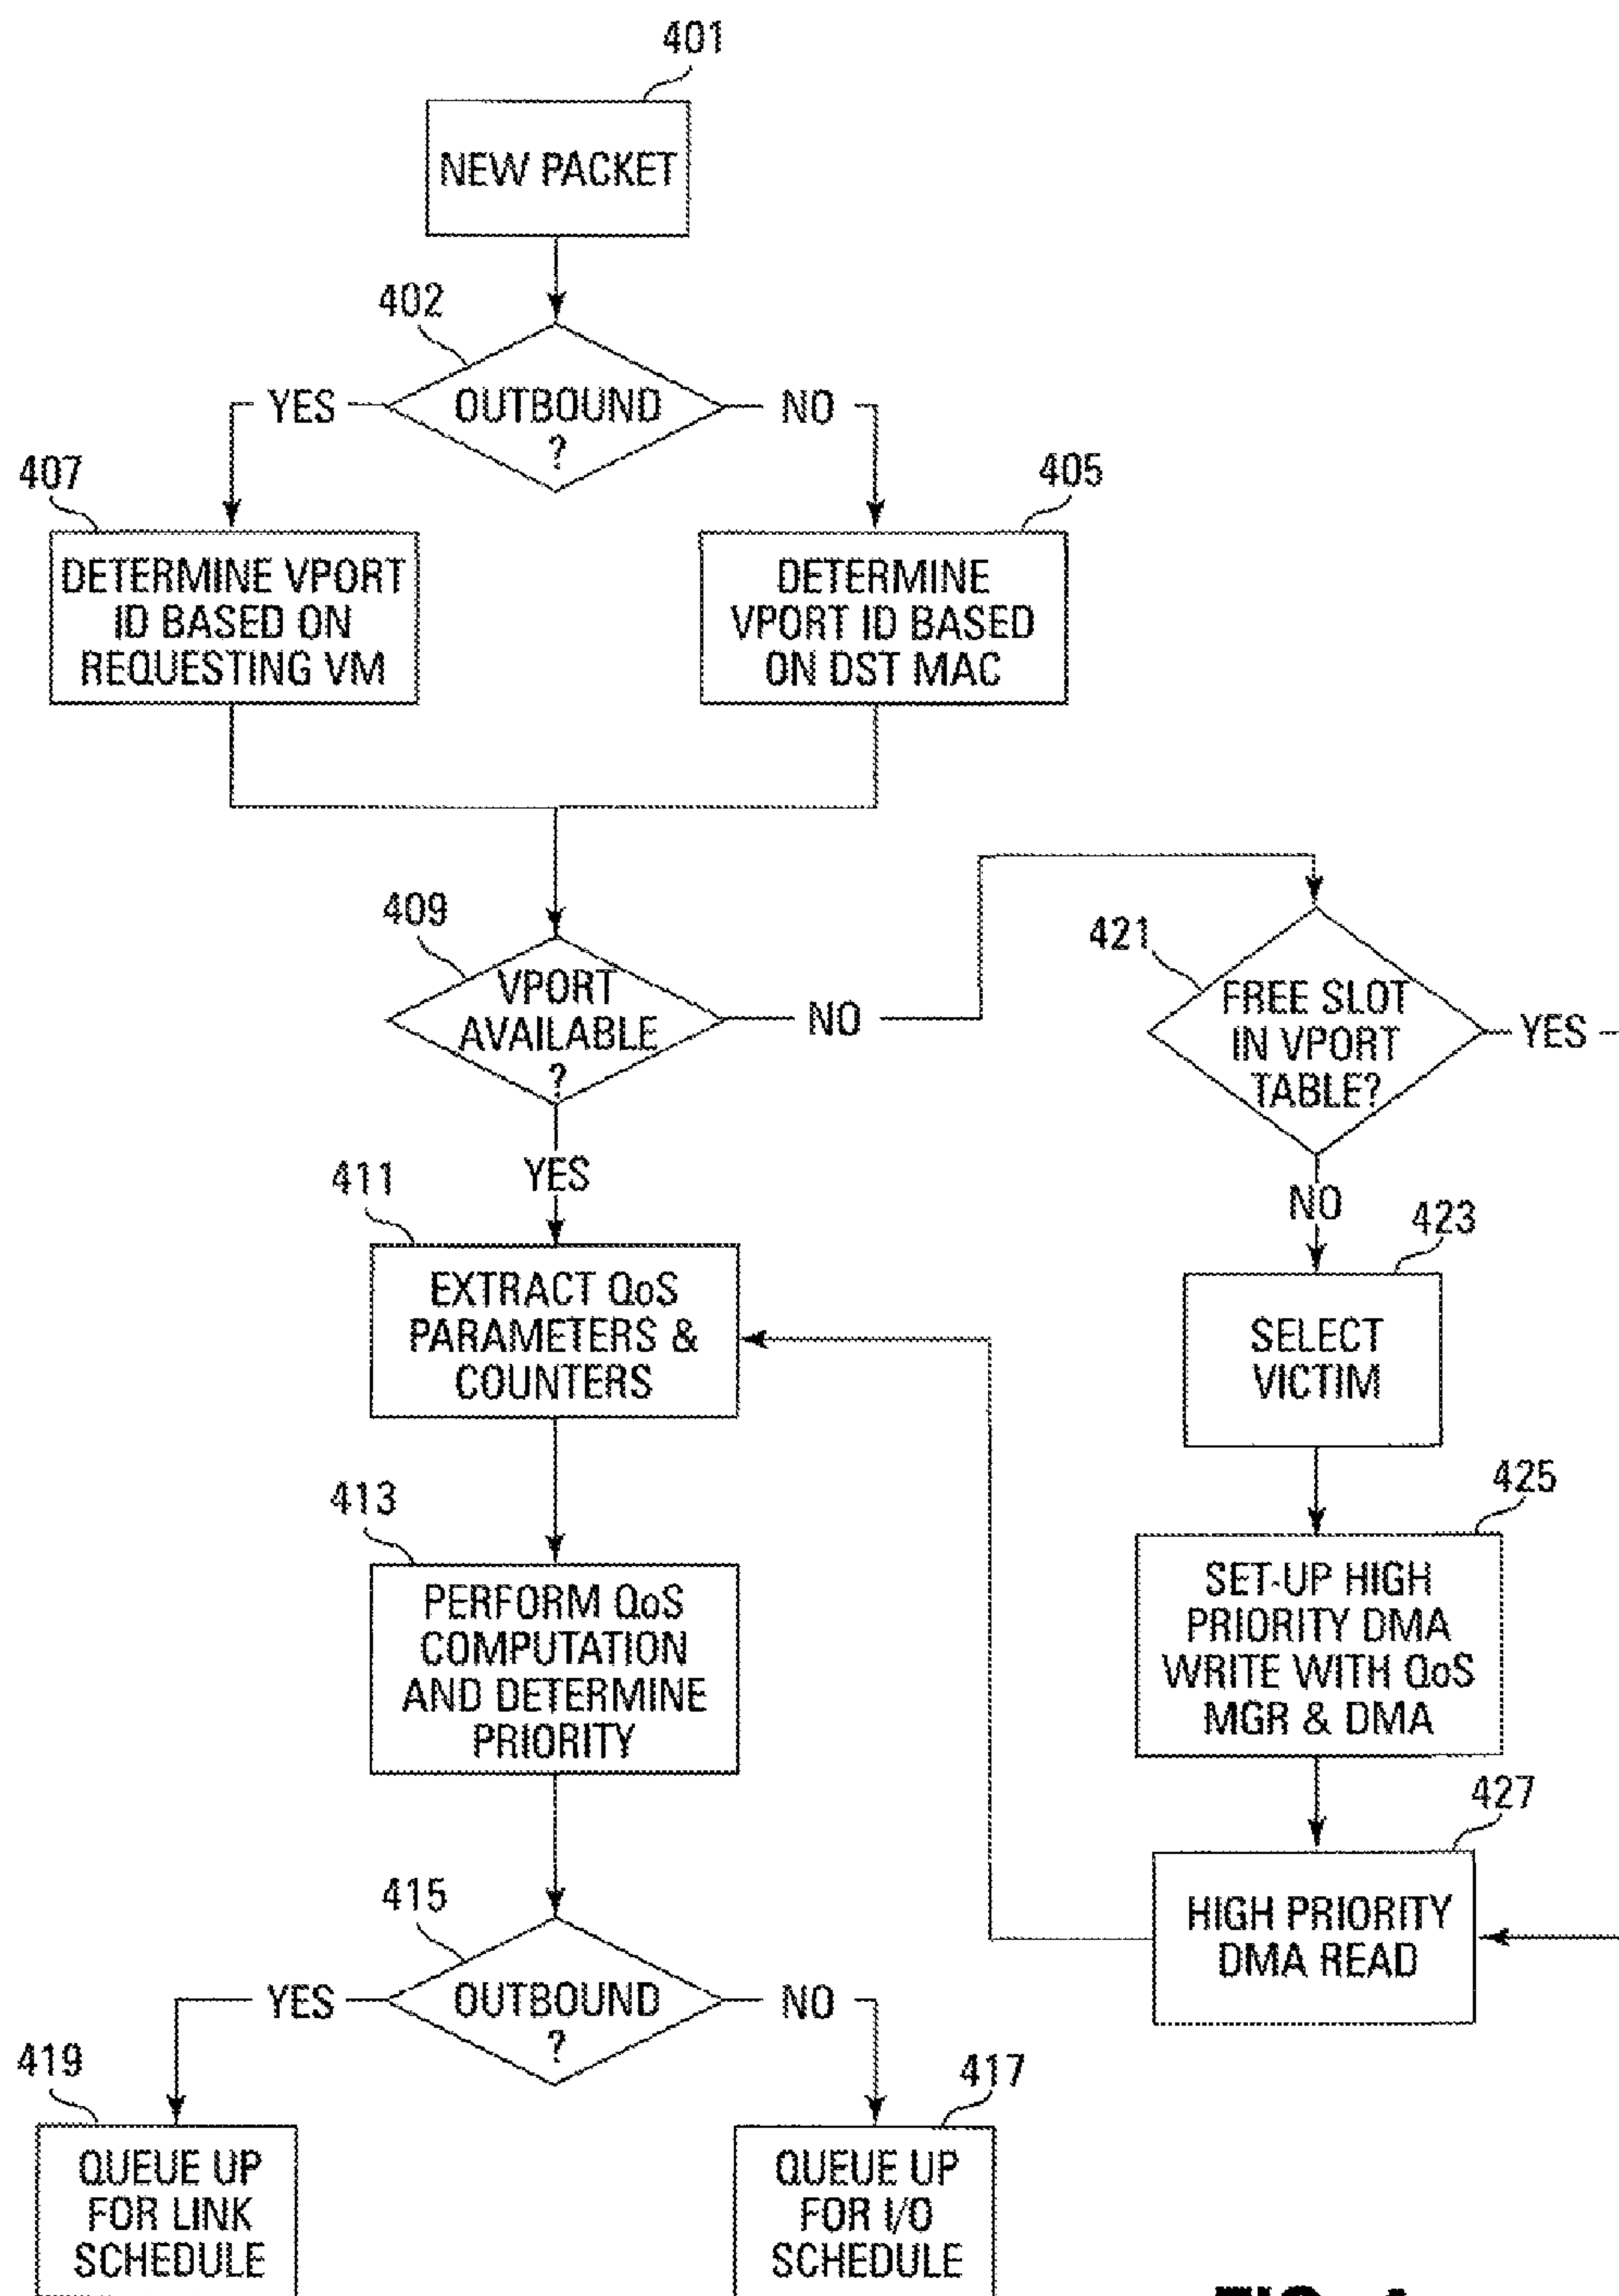 401
NEW PACKET
402
OUTBOUND
?
YES
NO
407
DETERMINE VPORT
ID BASED ON
REQUESTING VM
405
DETERMINE
VPORT ID BASED
ON DST MAC
409
VPORT
AVAILABLE
?
NO
YES
421
FREE SLOT
IN VPORT
TABLE?
YES
NO
411
EXTRACT QoS
PARAMETERS &
COUNTERS
423
SELECT
VICTIM
413
PERFORM QoS
COMPUTATION
AND DETERMINE
PRIORITY
425
SET-UP HIGH
PRIORITY DMA
WRITE WITH QoS
MGR & DMA
427
HIGH PRIORITY
DMA READ
415
OUTBOUND
?
YES
NO
419
QUEUE UP
FOR LINK
SCHEDULE
417
QUEUE UP
FOR I/O
SCHEDULE